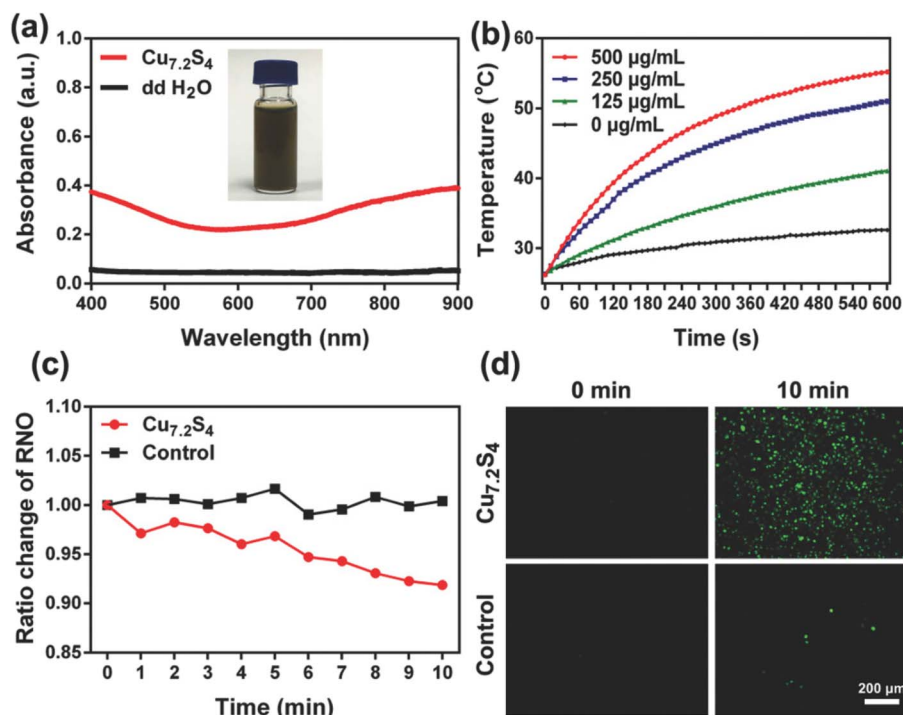 (a)
Absorbance (a.u.)
1.0
0.8
0.6
0.4
0.2
0.0
Cu7.2S4
dd H2O
400 500 600 700 800 900
Wavelength (nm)
(b)
Temperature (°C)
60
50
40
30
500 µg/mL
250 µg/mL
125 µg/mL
0 µg/mL
0 60 120 180 240 300 360 420 480 540 600
Time (s)
(c)
Ratio change of RNO
1.10
1.05
1.00
0.95
0.90
0.85
Cu7.2S4
Control
0 1 2 3 4 5 6 7 8 9 10
Time (min)
(d)
0 min 10 min
Cu7.2S4
Control
200 µm